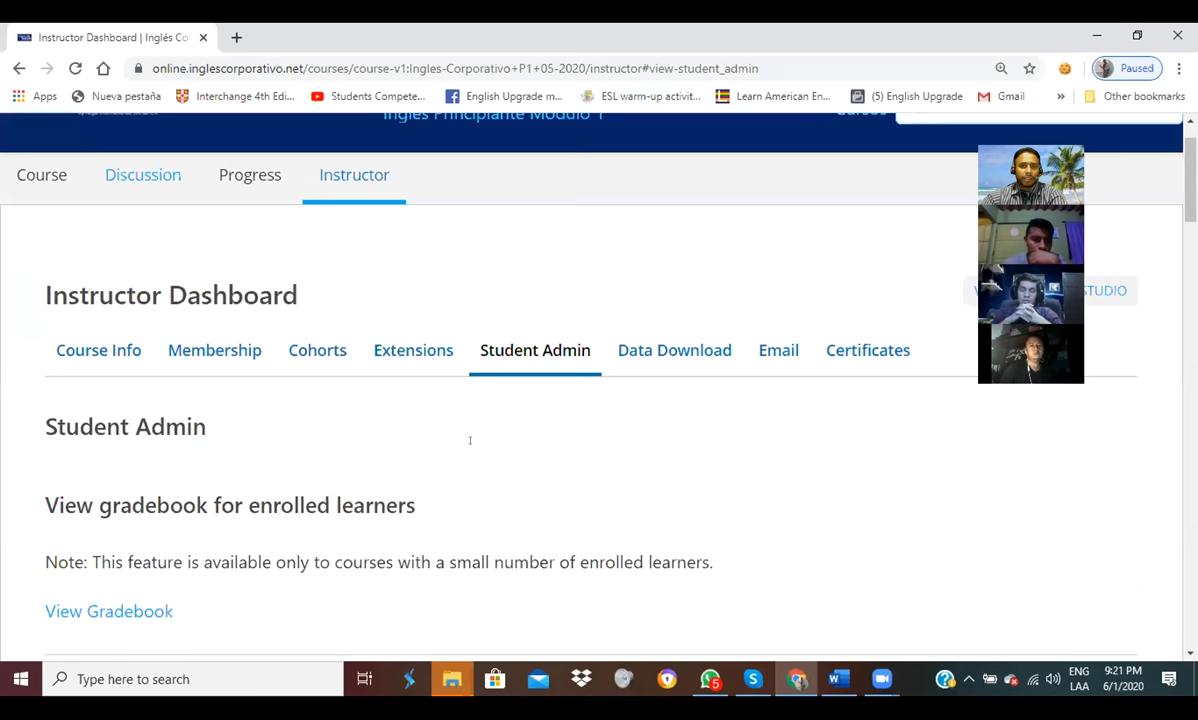 Instructor Dashboard | Inglés Co
online.inglescorporativo.net/courses/course-v1:Ingles-Corporativo+P1+05-2020/instructor#view-student_admin
Paused
Apps Nueva pestaña Interchange 4th Edi... Students Compete... English Upgrade m... ESL warm-up activit... Learn American En... (5) English Upgrade Gmail » Other bookmarks
Inglés Principiante Módulo 1
Course Discussion Progress Instructor
Instructor Dashboard
STUDIO
Course Info Membership Cohorts Extensions Student Admin Data Download Email Certificates
Student Admin
View gradebook for enrolled learners
Note: This feature is available only to courses with a small number of enrolled learners.
View Gradebook
Type here to search
5
ENG
LAA
9:21 PM
6/1/2020